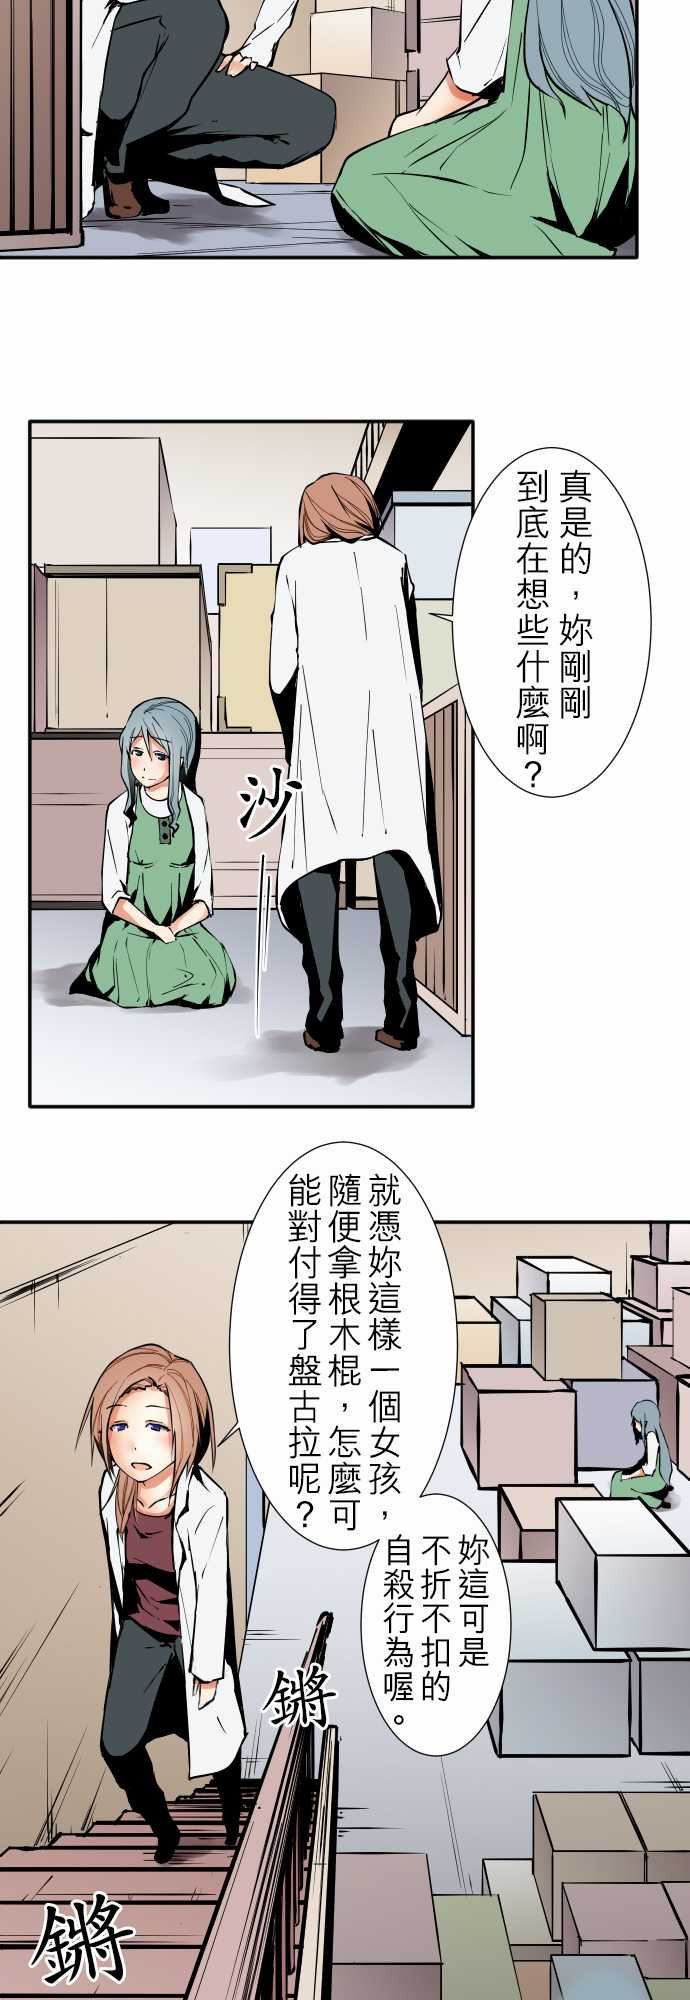 真是的，妳剛剛
到底在想些什麼啊？
沙
就憑妳這樣一個女孩，
隨便拿根木棍，怎麼可
能對付得了盤古拉呢？
妳這可是
不折不扣的
自殺行為喔。
鏘
鏘